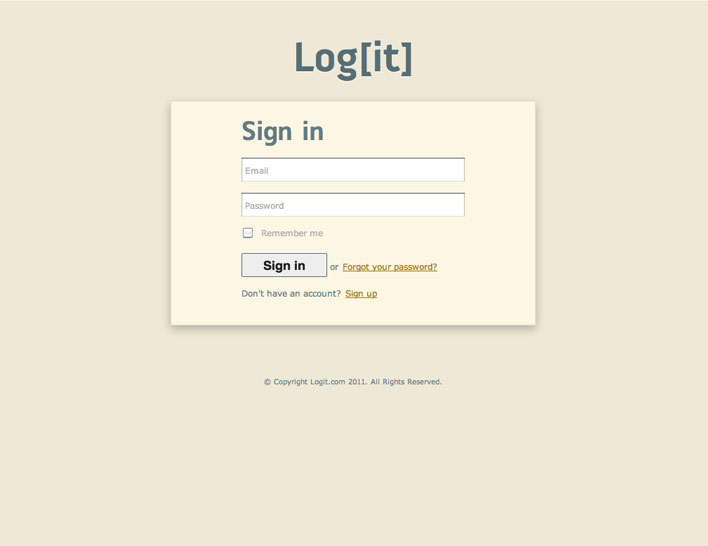 Log[it]
Sign in
Email
Password
Remember me
Sign in or Forgot your password?
Don't have an account? Sign up
© Copyright Logit.com 2011. All Rights Reserved.